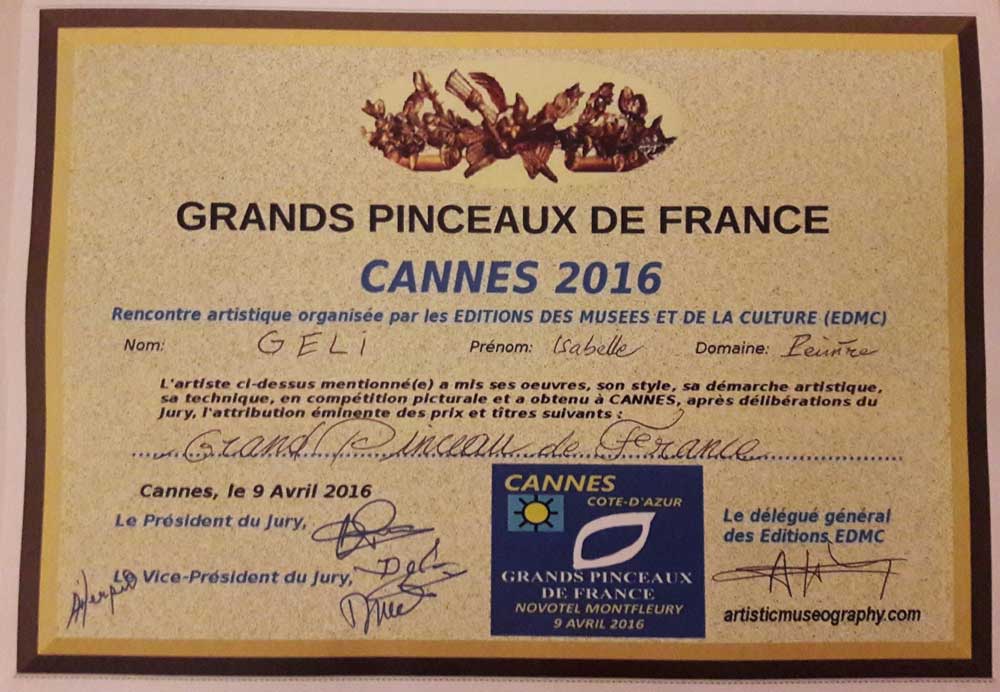 GRANDS PINCEAUX DE FRANCE
CANNES 2016
Rencontre artistique organisée par les EDITIONS DES MUSEES ET DE LA CULTURE (EDMC)
Nom: GELI Prénom: Isabelle Domaine: Peintre
L'artiste ci-dessus mentionné(e) a mis ses oeuvres, son style, sa démarche artistique,
sa technique, en compétition picturale et a obtenu à CANNES, après délibérations du
Jury, l'attribution éminente des prix et tîtres suivants :
Grand Pinceau de France
Cannes, le 9 Avril 2016
Le Président du Jury,
Le Vice-Président du Jury,
CANNES
COTE-D'AZUR
GRANDS PINCEAUX
DE FRANCE
NOVOTEL MONTFLEURY
9 AVRIL 2016
Le délégué général
des Editions EDMC
artisticmuseography.com